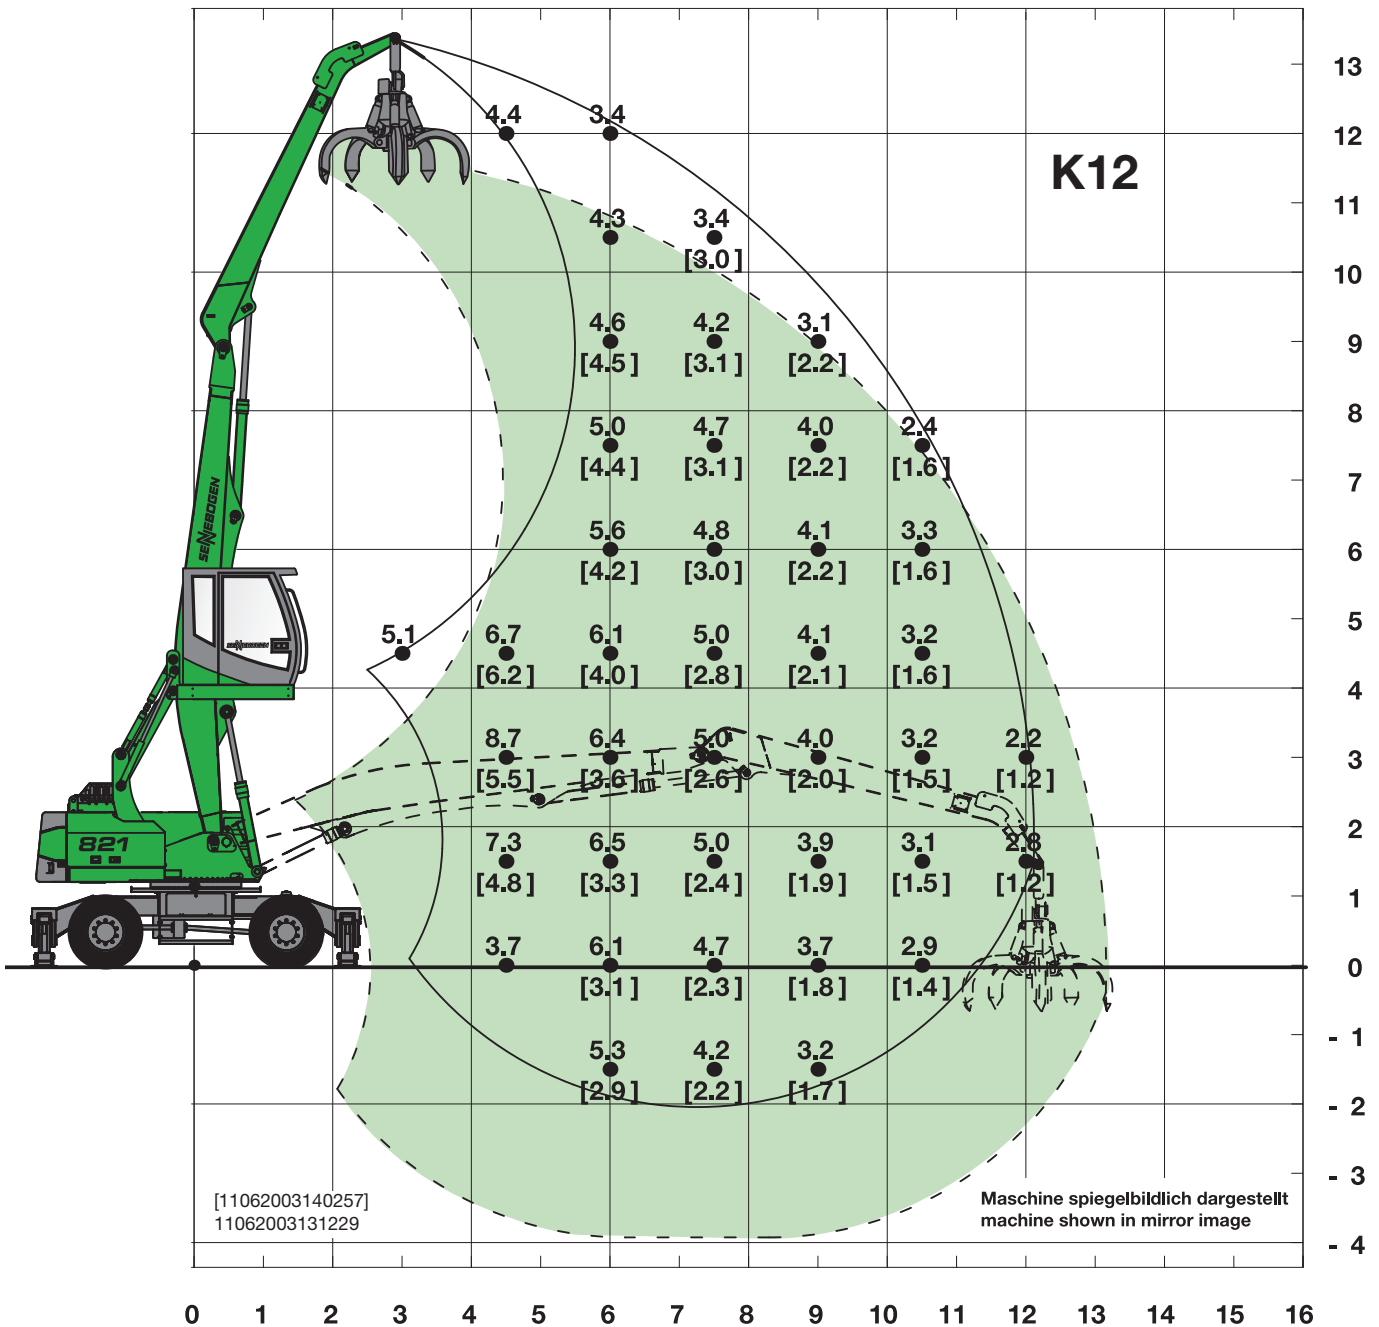 13
4.4 3.4
12
K12
11
4.3 3.4
[3.0]
10
4.6 4.2 3.1
9
[4.5] [3.1] [2.2]
8
5.0 4.7 4.0 2.4
[4.4] [3.1] [2.2] [1.6]
7
SENNEBOGEN
5.6 4.8 4.1 3.3
6
[4.2] [3.0] [2.2] [1.6]
5
5.1 6.7 6.1 5.0 4.1 3.2
SENNEBOGEN
[6.2] [4.0] [2.8] [2.1] [1.6]
4
8.7 6.4 5.0 4.0 3.2 2.2
3
[5.5] [3.6] [2.6] [2.0] [1.5] [1.2]
2
821
7.3 6.5 5.0 3.9 3.1 2.8
[4.8] [3.3] [2.4] [1.9] [1.5] [1.2]
1
3.7 6.1 4.7 3.7 2.9
0
[3.1] [2.3] [1.8] [1.4]
- 1
5.3 4.2 3.2
[2.9] [2.2] [1.7]
- 2
- 3
[11062003140257]
11062003131229
Maschine spiegelbildlich dargestellt
machine shown in mirror image
- 4
0 1 2 3 4 5 6 7 8 9 10 11 12 13 14 15 16